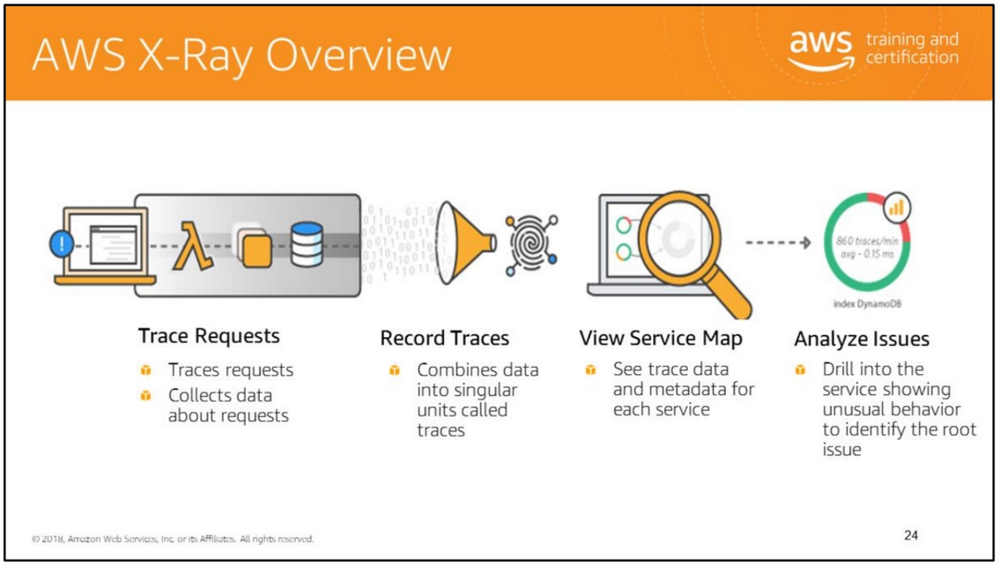 AWS X-Ray Overview
aws training and
certification
860 traces/min
avg - 0.15 ms
index DynamoDB
Trace Requests
Traces requests
Collects data
about requests
Record Traces
Combines data
into singular
units called
traces
View Service Map
See trace data
and metadata for
each service
Analyze Issues
Drill into the
service showing
unusual behavior
to identify the root
issue
© 2018, Amazon Web Services, Inc. or its Affiliates. All rights reserved.
24